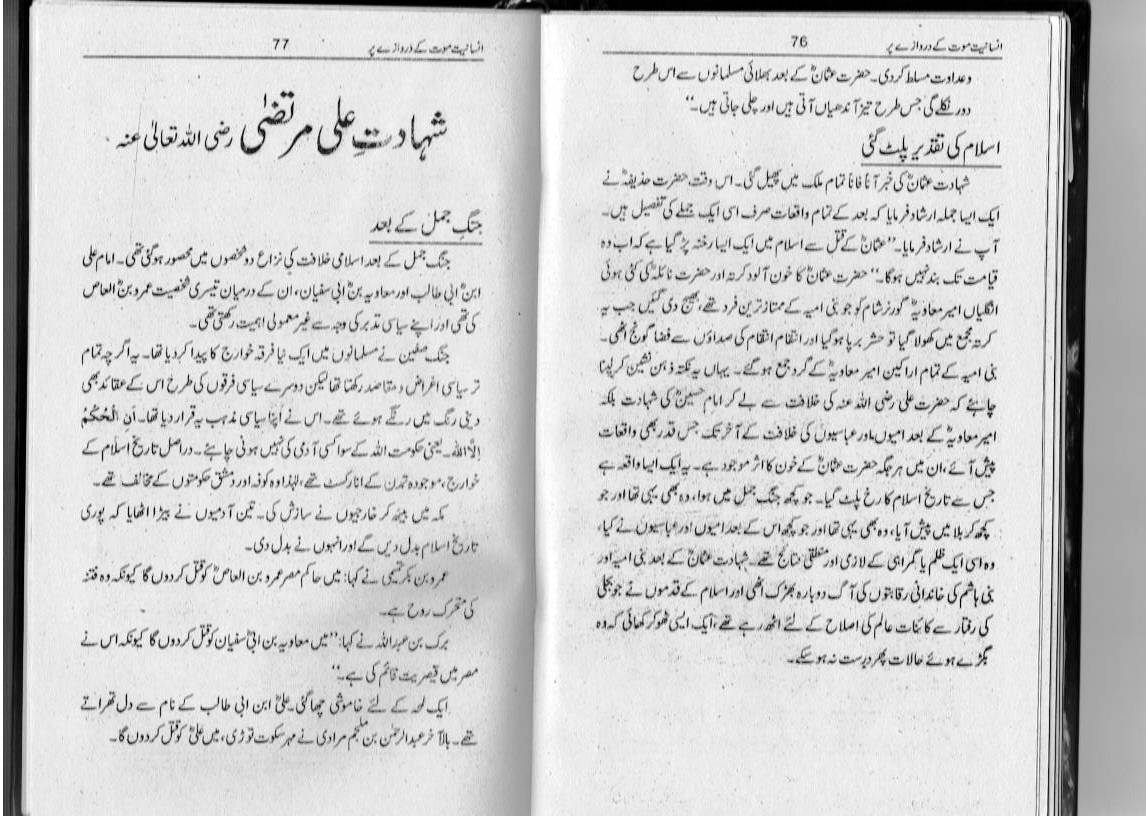 انسانیت موت کے دروازے پر 76
وعداوت مسلط کردی۔ حضرت عثمانؓ کے بعد بھلائی مسلمانوں سے اس طرح
دور نکلے گی جس طرح تیز آندھیاں آتی ہیں اور چلی جاتی ہیں۔‘‘
اسلام کی تقدیر پلٹ گئی
شہادت عثمانؓ کی خبر آناً فاناً تمام ملک میں پھیل گئی۔ اس وقت حضرت حذیفہؓ نے
ایک ایسا جملہ ارشاد فرمایا کہ بعد کے تمام واقعات صرف اسی ایک جملے کی تفصیل ہیں۔
آپ نے ارشاد فرمایا۔’’عثمانؓ کے قتل سے اسلام میں ایک ایسا رخنہ پڑ گیا ہے کہ اب وہ
قیامت تک بند نہیں ہوگا۔‘‘ حضرت عثمانؓ کا خون آلود کرتہ اور حضرت نائلہؓ کی کٹی ہوئی
انگلیاں امیر معاویہؓ گورنر شام کو جو بنی امیہ کے ممتاز ترین فرد تھے، بھیج دی گئیں جب یہ
کرتہ مجمع میں کھولا گیا تو حشر برپا ہوگیا اور انتقام انتقام کی صداؤں سے فضا گونج اٹھی۔
بنی امیہ کے تمام اراکین امیر معاویہؓ کے گرد جمع ہوگئے۔ یہاں یہ نکتہ ذہن نشین کر لینا
چاہئے کہ حضرت علی رضی اللہ عنہ کی خلافت سے لے کر امام حسینؓ کی شہادت بلکہ
امیر معاویہؓ کے بعد امیوں اور عباسیوں کی خلافت کے آخر تک جس قدر بھی واقعات
پیش آئے، ان میں ہر جگہ حضرت عثمانؓ کے خون کا اثر موجود ہے۔ یہ ایک ایسا واقعہ ہے
جس سے تاریخ اسلام کا رخ پلٹ گیا۔ جو کچھ جنگ جمل میں ہوا، وہ بھی یہی تھا اور جو
کچھ کربلا میں پیش آیا، وہ بھی یہی تھا اور جو کچھ اس کے بعد امیوں اور عباسیوں نے کیا،
وہ اسی ایک ظلم یا گمراہی کے لازمی اور منطقی نتائج تھے۔ شہادت عثمانؓ کے بعد بنی امیہ اور
بنی ہاشم کی خاندانی رقابتوں کی آگ دوبارہ بھڑک اٹھی اور اسلام کے قدموں نے جو بجلی
کی رفتار سے کائنات عالم کی اصلاح کے لئے اٹھ رہے تھے، ایک ایسی ٹھوکر کھائی کہ وہ
بگڑے ہوئے حالات پھر درست نہ ہو سکے۔
انسانیت موت کے دروازے پر 77
شہادتِ علی مرتضیٰ رضی اللہ تعالیٰ عنہ
جنگِ جمل کے بعد
جنگ جمل کے بعد اسلامی خلافت کی نزاع دو شخصوں میں محصور ہوگئی تھی۔ امام علی
ابنؓ ابی طالب اور معاویہ بنؓ ابی سفیان، ان کے درمیان تیسری شخصیت عمرو بنؓ العاص
کی تھی اور اپنے سیاسی تدبر کی وجہ سے غیر معمولی اہمیت رکھتی تھی۔
جنگ صفین نے مسلمانوں میں ایک نیا فرقہ خوارج کا پیدا کردیا تھا۔ یہ اگرچہ تمام
تر سیاسی اغراض ومقاصد رکھتا تھا لیکن دوسرے سیاسی فرقوں کی طرح اس کے عقائد بھی
دینی رنگ میں رنگے ہوئے تھے۔ اس نے اپنا سیاسی مذہب یہ قرار دیا تھا۔ اَن الْحُکْمُ
اِلَّا اللہ۔ یعنی حکومت اللہ کے سوا کسی آدمی کی نہیں ہونی چاہئے۔ دراصل تاریخ اسلام کے
خوارج، موجودہ تمدن کے انارکسٹ تھے، لہٰذا وہ کوفہ اور دمشق حکومتوں کے مخالف تھے۔
مکہ میں بیٹھ کر خارجیوں نے سازش کی۔ تین آدمیوں نے بیڑا اٹھایا کہ پوری
تاریخ اسلام بدل دیں گے اور انہوں نے بدل دی۔
عمرو بن بکر تمیمی نے کہا: میں حاکم مصر عمرو بن العاصؓ کو قتل کردوں گا کیونکہ وہ فتنہ
کی متحرک روح ہے۔
برک بن عبداللہ نے کہا: ’’میں معاویہ بن ابیؓ سفیان کو قتل کردوں گا کیونکہ اس نے
مصر میں قیصریت قائم کی ہے۔‘‘
ایک لمحہ کے لئے خاموشی چھا گئی۔ علیؓ ابن ابی طالب کے نام سے دل تھراتے
تھے۔ بالآخر عبدالرحمٰن بن ملجم مرادی نے مہر سکوت توڑی، میں علیؓ کو قتل کردوں گا۔